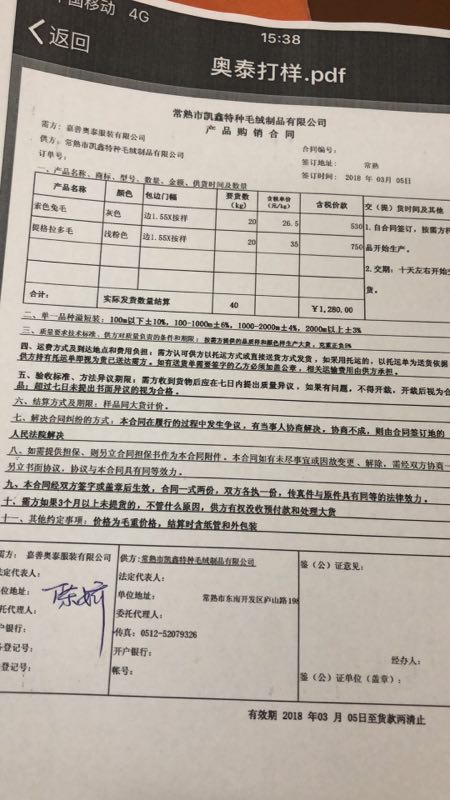 中国移动 4G
15:38
返回
奥泰打样.pdf
常熟市凯鑫特种毛绒制品有限公司
产 品 购 销 合 同
需方：嘉善奥泰服装有限公司
合同编号：
供方：常熟市凯鑫特种毛绒制品有限公司
签订地址： 常熟
订单号：
签订时间： 2018 年 03月 05日
一、产品名称、商标、型号、数量、金额、供货时间及数量
产品名称 颜色 包边门幅 要货数（kg） 含税单价（元/kg） 含税价款 交（提）货时间及其他
素色兔毛 灰色 边1.55X按样 20 26.5 530 1.自合同签订，按需方样
品开始生产。
提格拉多毛 浅粉色 边1.55X按样 20 35 750
2.交期：十天左右开始交
货。
合计： 实际发货数量结算 40 ￥1,280.00
二、单一品种溢短装：100m以下±10%，100-1000m±6%，1000-2000m±4%，2000m以上±3%
三、质量要求技术标准、供方对质量负责的条件和期限：按需方提供的品质样和颜色样生产大货，克重正负5%
四、运费方式及到达地点和费用负担：需方认可供方以托运方式或直接送货方式发货，如果用托运的，以托运单为送货依据
供方持有托运单即视为货已送达需方。如有送货单需要签字的乙方必须加盖公章，相关运输费用由供方承担。
五、验收标准、方法异议期限：需方收到货物后应在七日内提出质量异议，如果有问题，不得开裁，开裁后视为合
品；超过七日未提出书面异议的视为合格。
六、结算方式及期限：样品同大货计价。
七、解决合同纠纷的方式：本合同在履行的过程中发生争议，有当事人协商解决。协商不成，则由合同签订地的
人民法院解决
八、如需提供担保、则另立合同担保书作为本合同附件。本合同如有未尽事宜或因故变更、解除，需经双方协商一
另立书面协议，协议与本合同具有同等效力。
九、本合同经双方签字或盖章后生效，合同一式两份，双方各执一份，传真件与原件具有同等的法律效力。
十、需方如果3个月以上未提货的，不管什么原因，供方有权没收预付款和处理大货
十一、其他约定事项：价格为毛重价格，结算时含纸管和外包装
需方： 嘉善奥泰服装有限公司
法定代表人：
单位地址：
委托代理人：
户银行：
登记号：
登记号：
供方:常熟市凯鑫特种毛绒制品有限公司
法定代表人：
单位地址： 常熟市东南开发区庐山路198
委托代理人：
传真：0512-52079326
开户银行：
帐号：
签（公）证意见：
经办人：
签（公）证单位（盖章）：
有效期 2018 年03 月 05日至货款两清止